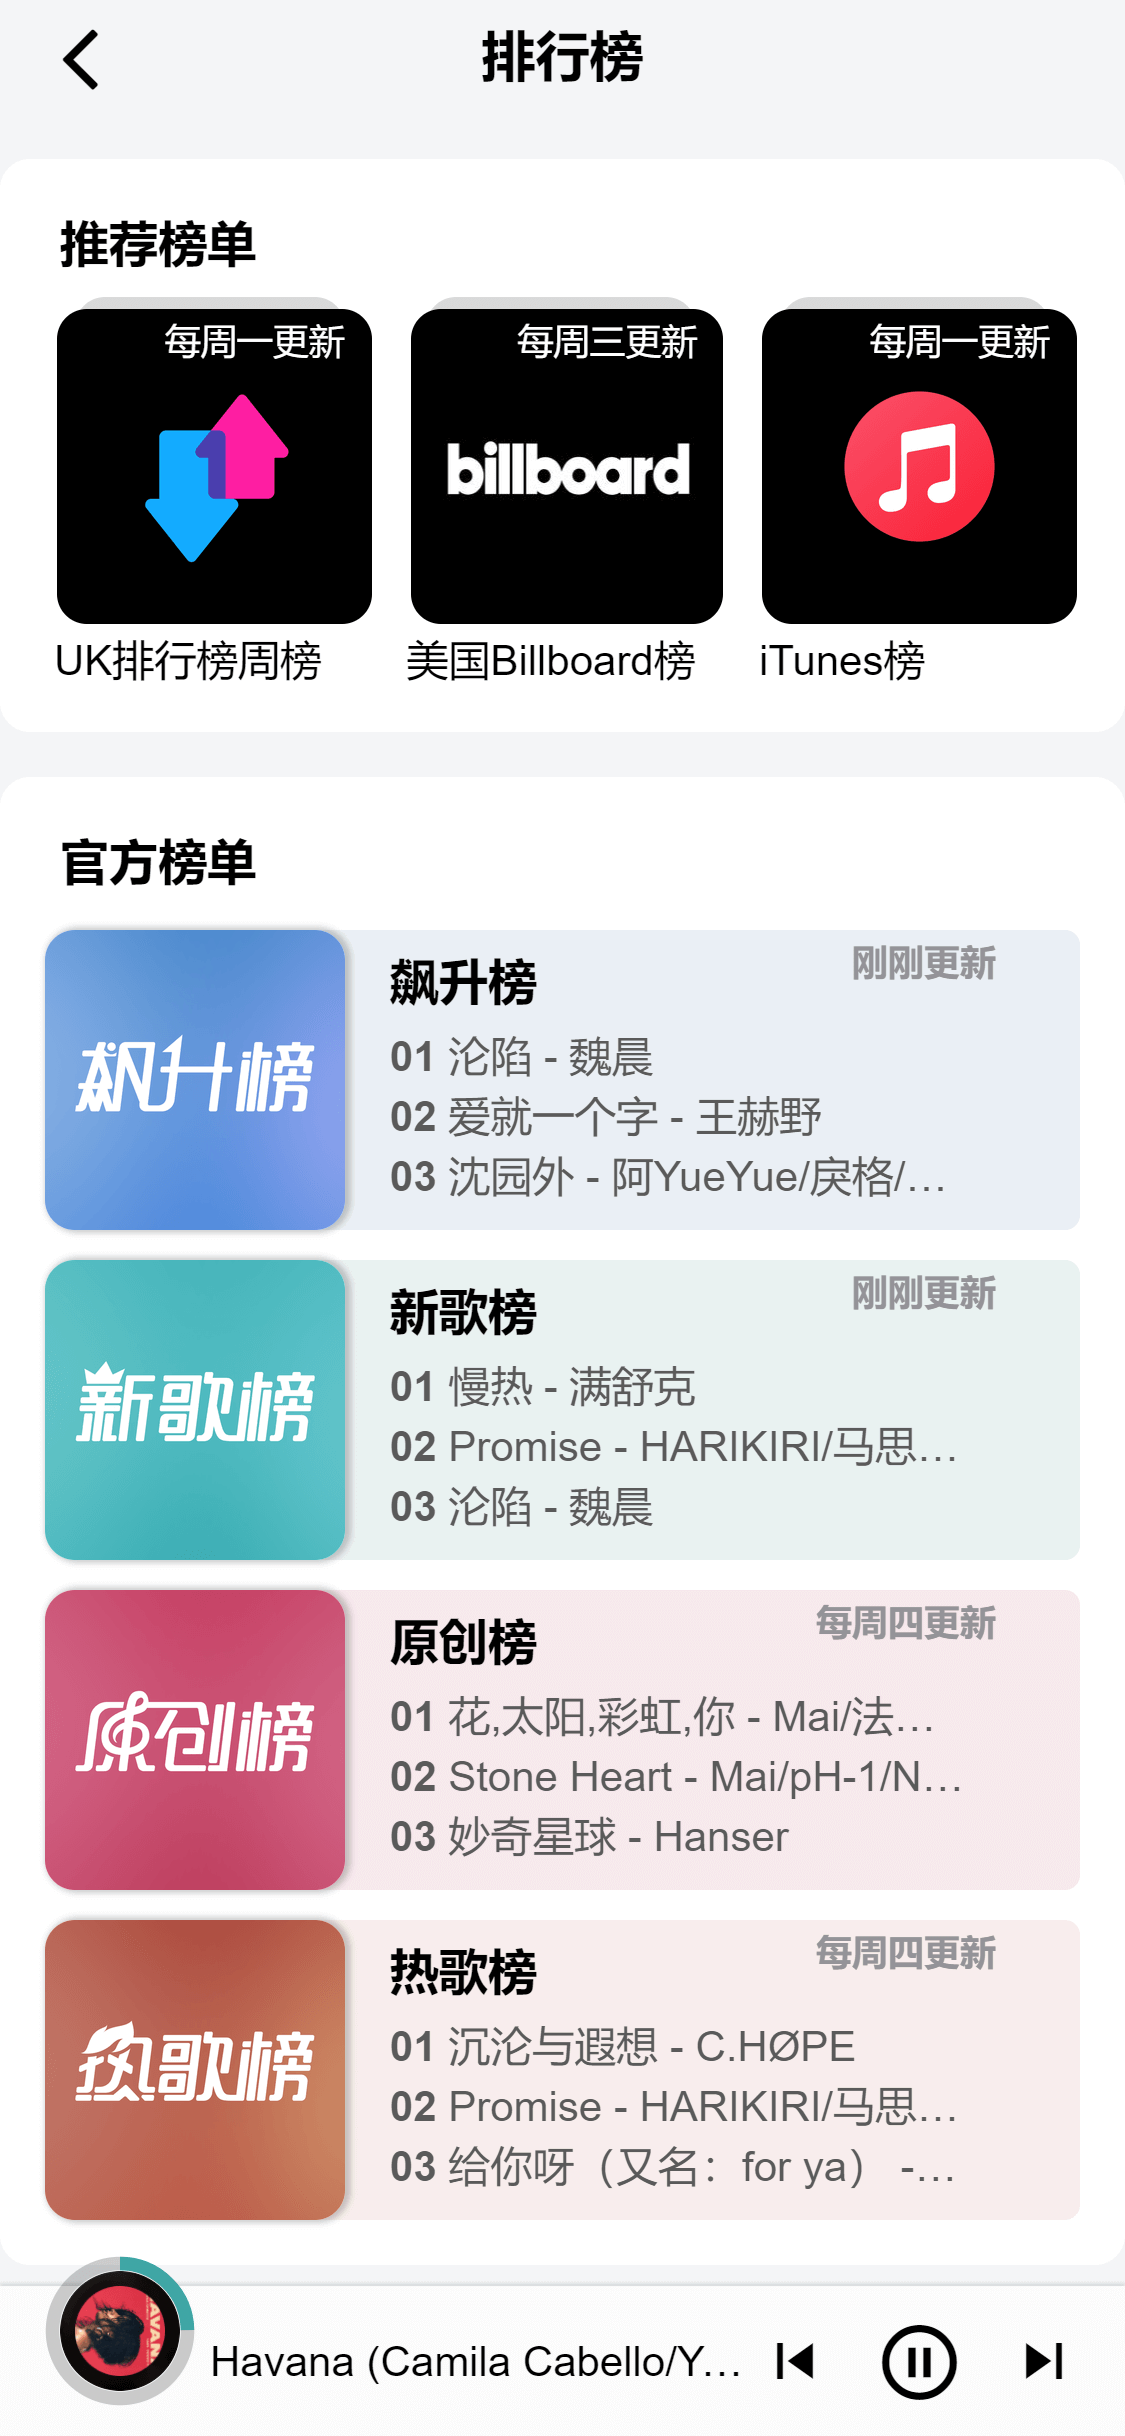 排行榜
推荐榜单
每周一更新
每周三更新
每周一更新
billboard
UK排行榜周榜
美国Billboard榜
iTunes榜
官方榜单
飙升榜
飙升榜
刚刚更新
01 沦陷 - 魏晨
02 爱就一个字 - 王赫野
03 沈园外 - 阿YueYue/戾格/…
新歌榜
新歌榜
刚刚更新
01 慢热 - 满舒克
02 Promise - HARIKIRI/马思…
03 沦陷 - 魏晨
原创榜
原创榜
每周四更新
01 花,太阳,彩虹,你 - Mai/法…
02 Stone Heart - Mai/pH-1/N…
03 妙奇星球 - Hanser
热歌榜
热歌榜
每周四更新
01 沉沦与遐想 - C.HØPE
02 Promise - HARIKIRI/马思…
03 给你呀（又名：for ya） -…
Havana (Camila Cabello/Y…